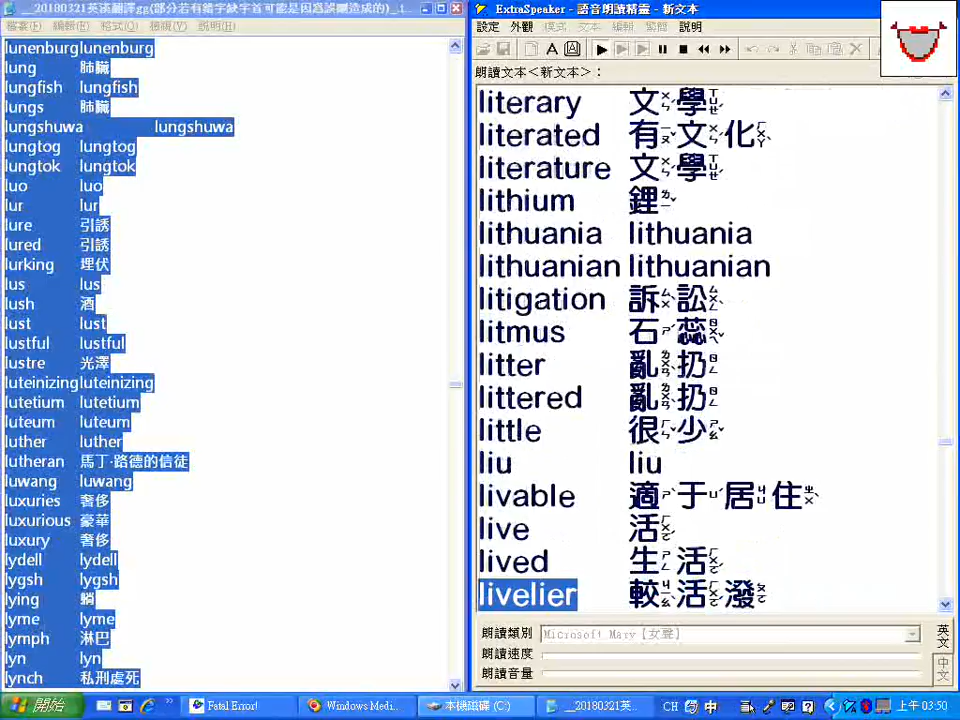 __20180321英漢翻譯gg(部分若有錯字缺字首可能是因為誤刪造成的)_t
檔案(F) 編輯(E) 格式(O) 檢視(V) 說明(H)
lunenburg lunenburg
lung 肺臟
lungfish lungfish
lungs 肺臟
lungshuwa lungshuwa
lungtog lungtog
lungtok lungtok
luo luo
lur lur
lure 引誘
lured 引誘
lurking 埋伏
lus lus
lush 酒
lust lust
lustful lustful
lustre 光澤
luteinizing luteinizing
lutetium lutetium
luteum luteum
luther luther
lutheran 馬丁·路德的信徒
luwang luwang
luxuries 奢侈
luxurious 豪華
luxury 奢侈
lydell lydell
lygsh lygsh
lying 躺
lyme lyme
lymph 淋巴
lyn lyn
lynch 私刑處死
ExtraSpeaker - 語音朗讀精靈 - 新文本
設定 外觀 模式 文本 編輯 繁簡 說明
朗讀文本<新文本>：
literary 文學
literated 有文化
literature 文學
lithium 鋰
lithuania lithuania
lithuanian lithuanian
litigation 訴訟
litmus 石蕊
litter 亂扔
littered 亂扔
little 很少
liu liu
livable 適于居住
live 活
lived 生活
livelier 較活潑
朗讀類別 Microsoft Mary【女聲】
朗讀速度
朗讀音量
英文
中文
開始 Fatal Error! Windows Medi... 本機磁碟 (C:) __20180321英... CH 中 上午 03:50